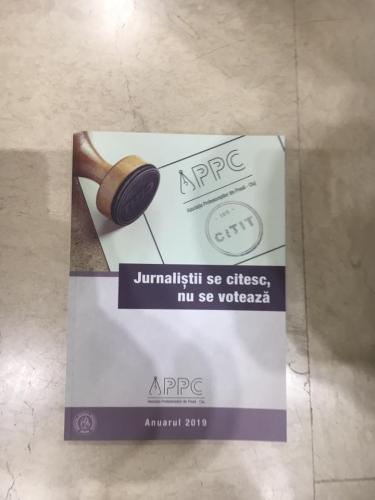 APPC
Asociația Profesioniștilor de Presă - Cluj
CITIT
Jurnaliștii se citesc,
nu se votează
APPC
Asociația Profesioniștilor de Presă - Cluj
Anuarul 2019